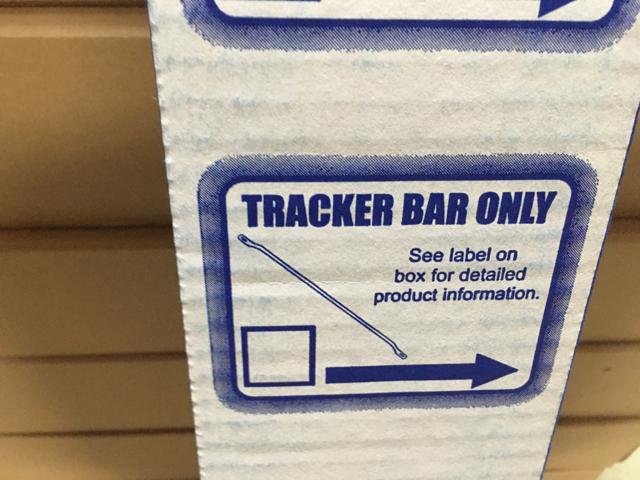 TRACKER BAR ONLY
See label on
box for detailed
product information.